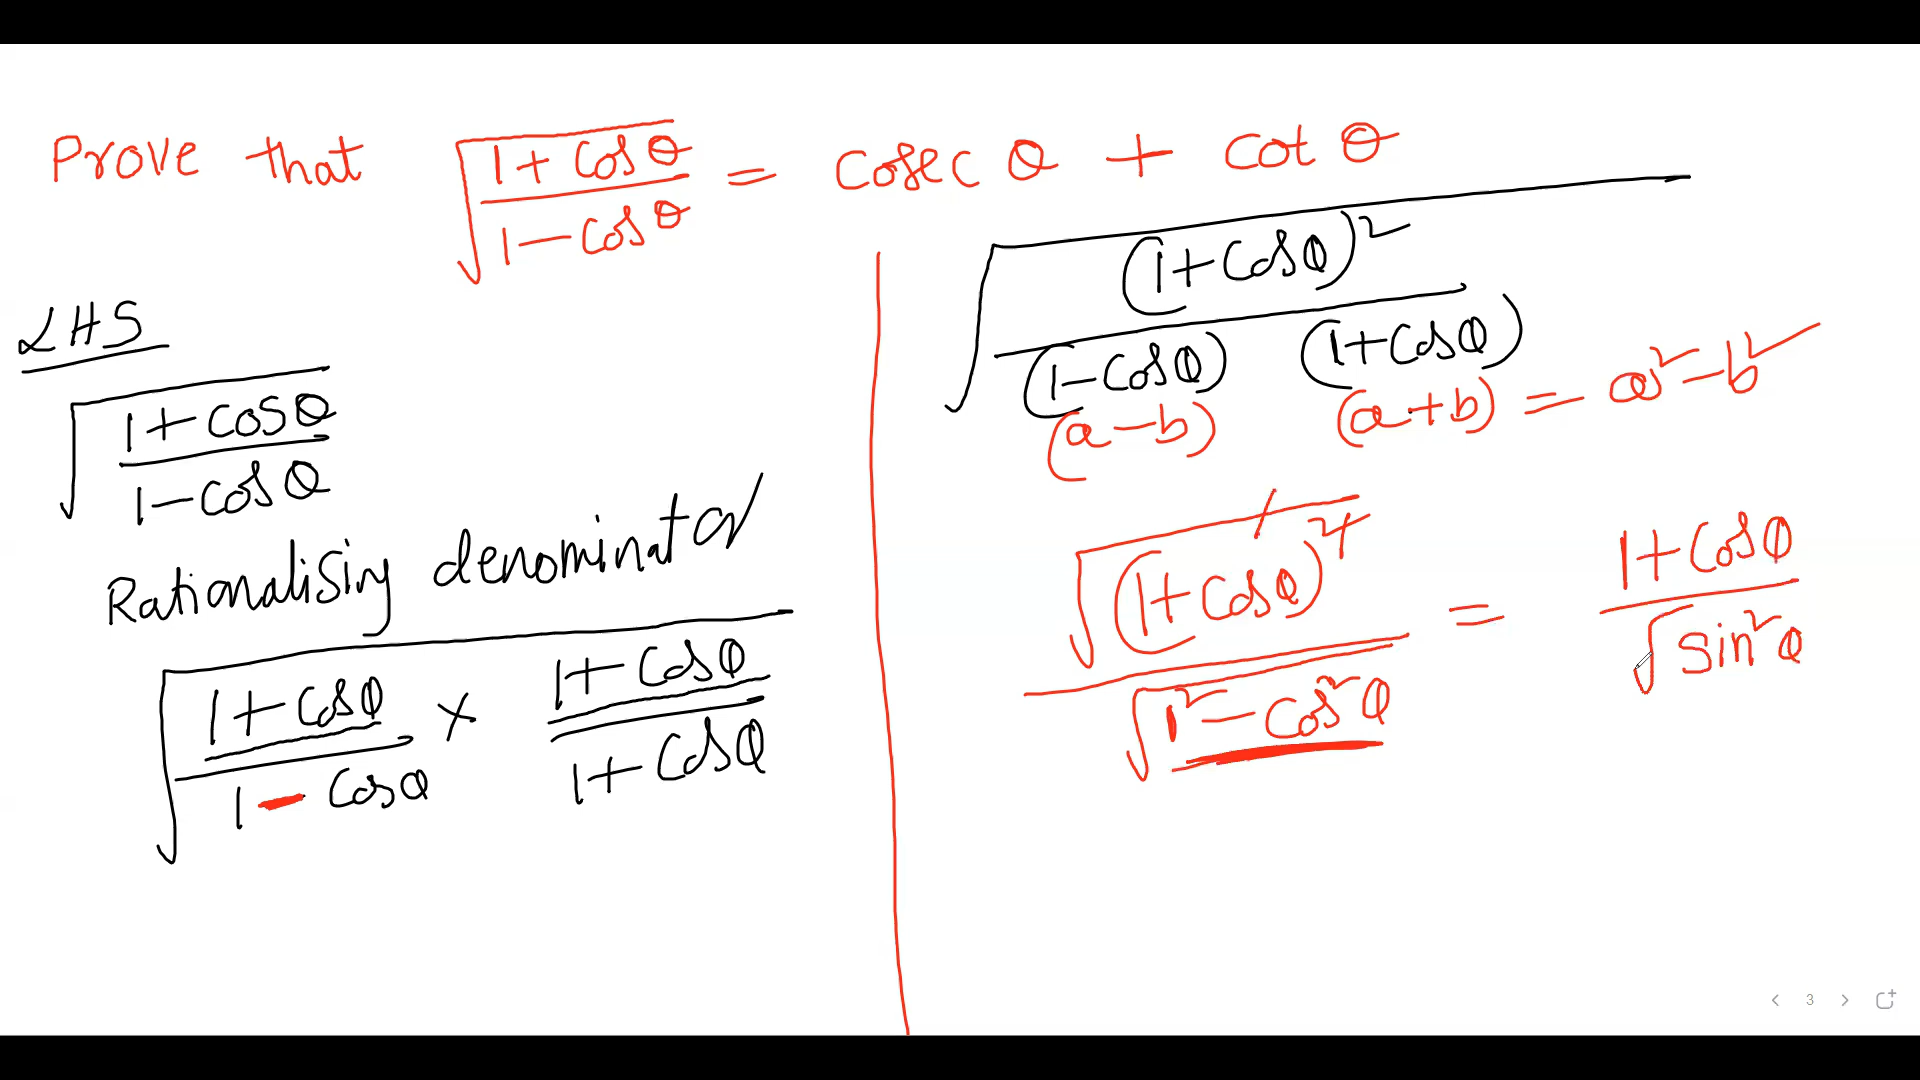 Prove that √((1+cosθ)/(1-cosθ)) = cosec θ + cot θ
LHS
√((1+cosθ)/(1-cosθ))
Rationalising denominator
√((1+cosθ)/(1-cosθ) × (1+cosθ)/(1+cosθ))
√((1+cosθ)²/((1-cosθ) (1+cosθ)))
(a-b) (a+b) = a²-b²
√(1+cosθ)²/√(1²-cos²θ) = (1+cosθ)/√(sin²θ)
3